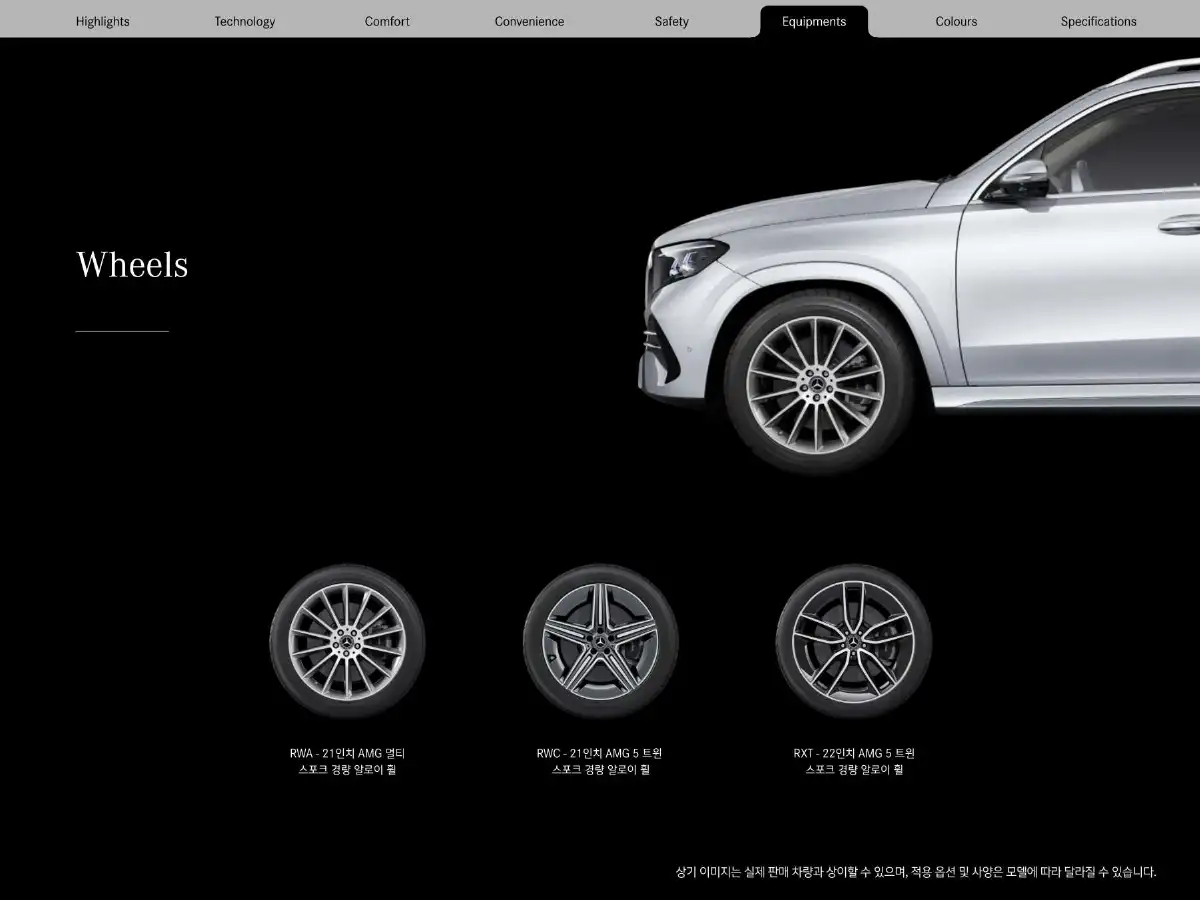 Highlights
Technology
Comfort
Convenience
Safety
Equipments
Colours
Specifications
Wheels
RWA - 21인치 AMG 멀티
스포크 경량 알로이 휠
RWC - 21인치 AMG 5 트윈
스포크 경량 알로이 휠
RXT - 22인치 AMG 5 트윈
스포크 경량 알로이 휠
상기 이미지는 실제 판매 차량과 상이할 수 있으며, 적용 옵션 및 사양은 모델에 따라 달라질 수 있습니다.